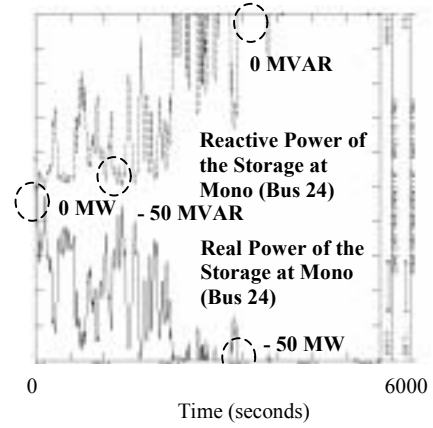 0 MVAR
Reactive Power of
the Storage at
Mono (Bus 24)
0 MW
- 50 MVAR
Real Power of the
Storage at Mono
(Bus 24)
- 50 MW
0
6000
Time (seconds)